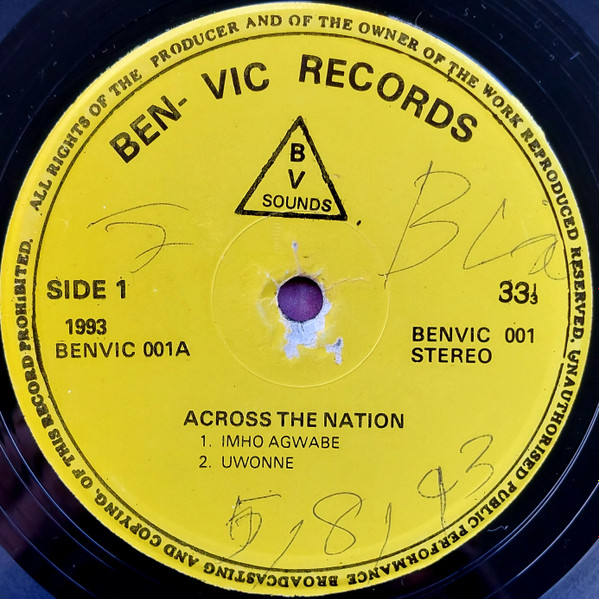 ALL RIGHTS OF THE PRODUCER AND OF THE OWNER OF THE WORK REPRODUCED RESERVED. UNAUTHORISED PUBLIC PERFORMANCE BROADCASTING AND COPYING, OF THIS RECORD PROHIBITED.
BEN- VIC RECORDS
B
V
SOUNDS
SIDE 1
33⅓
1993
BENVIC 001A
BENVIC 001
STEREO
ACROSS THE NATION
1. IMHO AGWABE
2. UWONNE
5/8/93